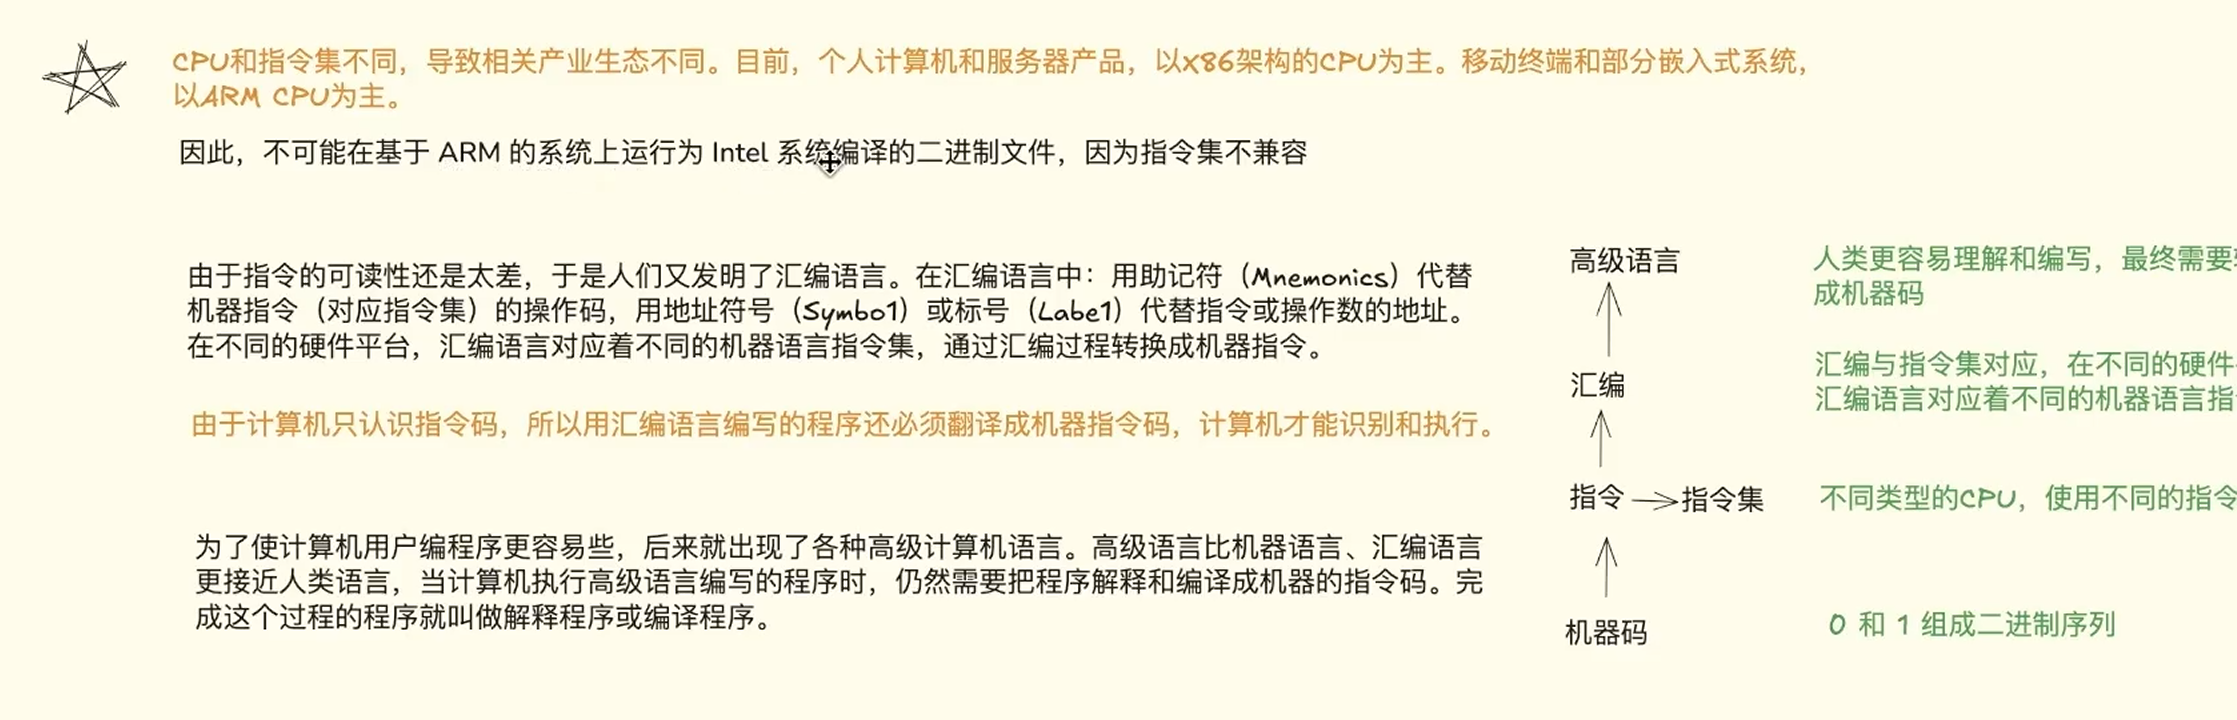 CPU和指令集不同，导致相关产业生态不同。目前，个人计算机和服务器产品，以x86架构的CPU为主。移动终端和部分嵌入式系统，
以ARM CPU为主。
因此，不可能在基于 ARM 的系统上运行为 Intel 系统编译的二进制文件，因为指令集不兼容
由于指令的可读性还是太差，于是人们又发明了汇编语言。在汇编语言中：用助记符（Mnemonics）代替
机器指令（对应指令集）的操作码，用地址符号（Symbo1）或标号（Labe1）代替指令或操作数的地址。
在不同的硬件平台，汇编语言对应着不同的机器语言指令集，通过汇编过程转换成机器指令。
由于计算机只认识指令码，所以用汇编语言编写的程序还必须翻译成机器指令码，计算机才能识别和执行。
为了使计算机用户编程序更容易些，后来就出现了各种高级计算机语言。高级语言比机器语言、汇编语言
更接近人类语言，当计算机执行高级语言编写的程序时，仍然需要把程序解释和编译成机器的指令码。完
成这个过程的程序就叫做解释程序或编译程序。
高级语言
人类更容易理解和编写，最终需要
成机器码
汇编
汇编与指令集对应，在不同的硬件
汇编语言对应着不同的机器语言指
指令
指令集
不同类型的CPU，使用不同的指令
机器码
0 和 1 组成二进制序列